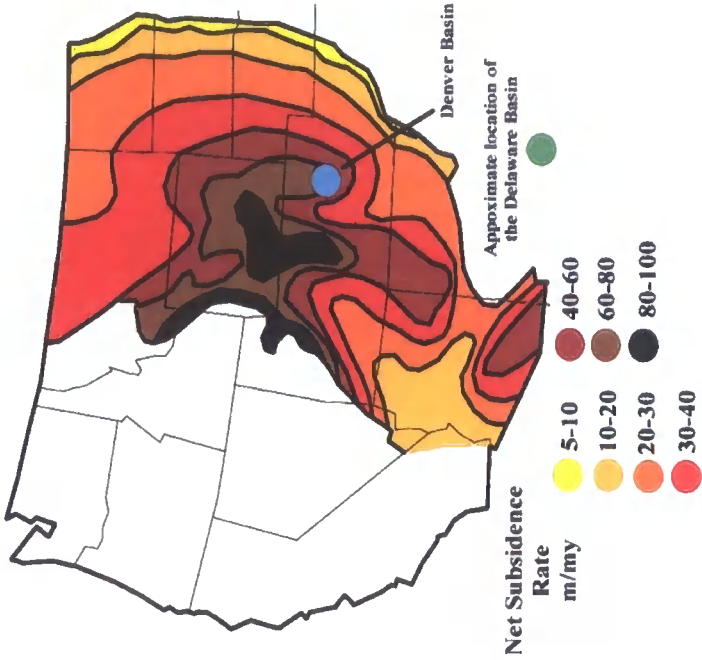 Denver Basin
Appoximate location of
the Delaware Basin
Net Subsidence
Rate
m/my
5-10
10-20
20-30
30-40
40-60
60-80
80-100